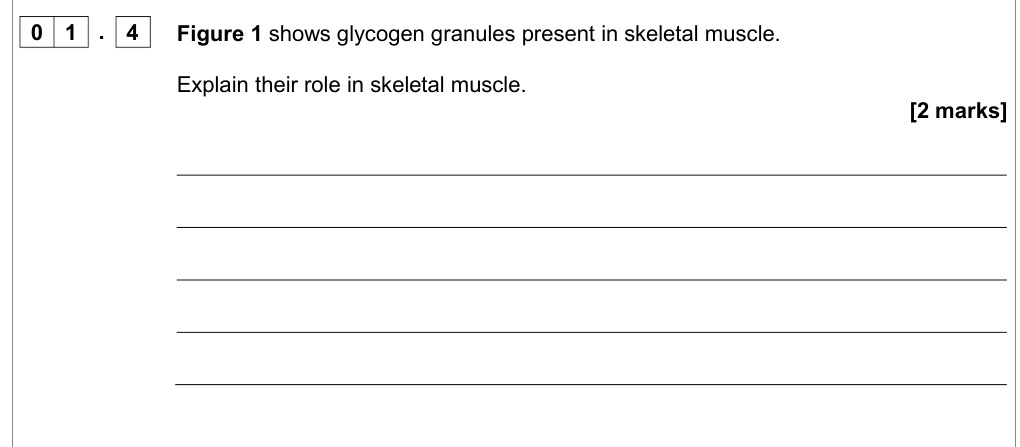 0 1 . 4 Figure 1 shows glycogen granules present in skeletal muscle.
Explain their role in skeletal muscle.
[2 marks]